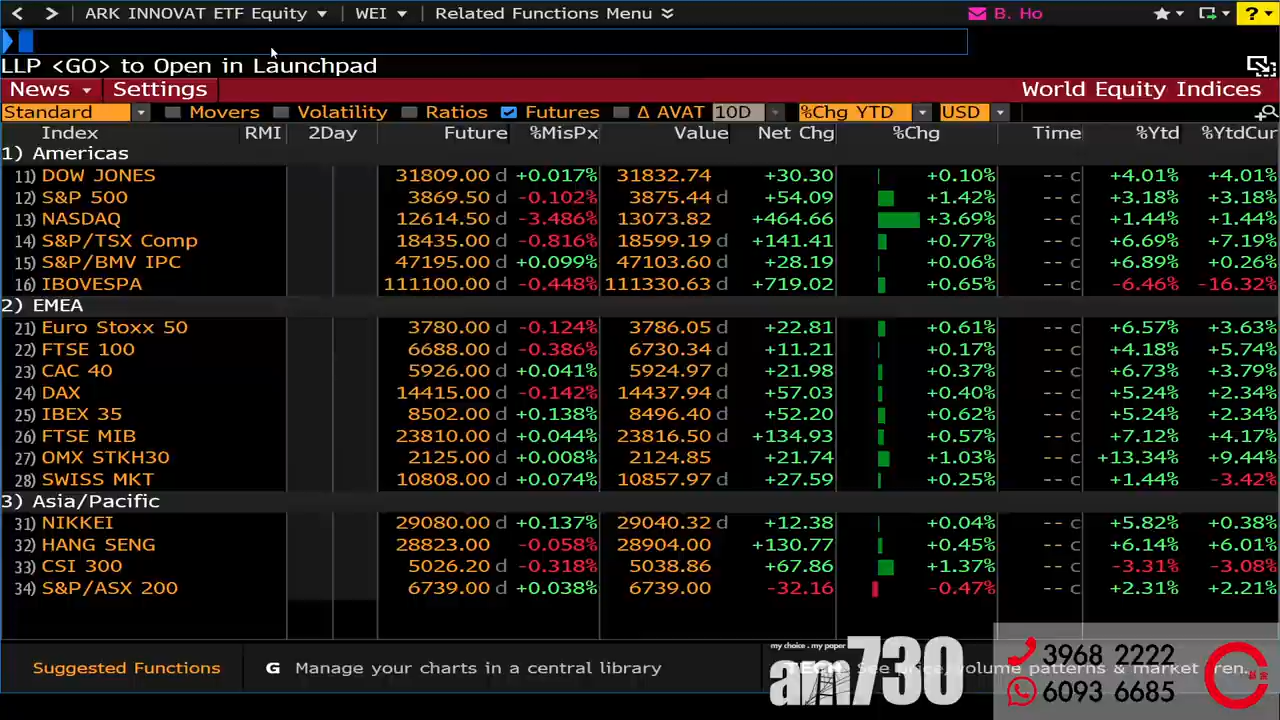 ARK INNOVAT ETF Equity WEI Related Functions Menu B. Ho ?
LLP <GO> to Open in Launchpad
News Settings World Equity Indices
Standard Movers Volatility Ratios Futures Δ AVAT 10D %Chg YTD USD
Index RMI 2Day Future %MisPx Value Net Chg %Chg Time %Ytd %YtdCur
1) Americas
11) DOW JONES 31809.00 d +0.017% 31832.74 +30.30 +0.10% -- c +4.01% +4.01%
12) S&P 500 3869.50 d -0.102% 3875.44 d +54.09 +1.42% -- c +3.18% +3.18%
13) NASDAQ 12614.50 d -3.486% 13073.82 +464.66 +3.69% -- c +1.44% +1.44%
14) S&P/TSX Comp 18435.00 d -0.816% 18599.19 d +141.41 +0.77% -- c +6.69% +7.19%
15) S&P/BMV IPC 47195.00 d +0.099% 47103.60 d +28.19 +0.06% -- c +6.89% +0.26%
16) IBOVESPA 111100.00 d -0.448% 111330.63 d +719.02 +0.65% -- c -6.46% -16.32%
2) EMEA
21) Euro Stoxx 50 3780.00 d -0.124% 3786.05 d +22.81 +0.61% -- c +6.57% +3.63%
22) FTSE 100 6688.00 d -0.386% 6730.34 d +11.21 +0.17% -- c +4.18% +5.74%
23) CAC 40 5926.00 d +0.041% 5924.97 d +21.98 +0.37% -- c +6.73% +3.79%
24) DAX 14415.00 d -0.142% 14437.94 d +57.03 +0.40% -- c +5.24% +2.34%
25) IBEX 35 8502.00 d +0.138% 8496.40 d +52.20 +0.62% -- c +5.24% +2.34%
26) FTSE MIB 23810.00 d +0.044% 23816.50 d +134.93 +0.57% -- c +7.12% +4.17%
27) OMX STKH30 2125.00 d +0.008% 2124.85 +21.74 +1.03% -- c +13.34% +9.44%
28) SWISS MKT 10808.00 d +0.074% 10857.97 d +27.59 +0.25% -- c +1.44% -3.42%
3) Asia/Pacific
31) NIKKEI 29080.00 d +0.137% 29040.32 d +12.38 +0.04% -- c +5.82% +0.38%
32) HANG SENG 28823.00 -0.058% 28904.00 +130.77 +0.45% -- c +6.14% +6.01%
33) CSI 300 5026.20 d -0.318% 5038.86 +67.86 +1.37% -- c -3.31% -3.08%
34) S&P/ASX 200 6739.00 d +0.038% 6739.00 -32.16 -0.47% -- c +2.31% +2.21%
Suggested Functions G Manage your charts in a central library TECH See price, volume patterns & market
my choice . my paper
am730
3968 2222
6093 6685